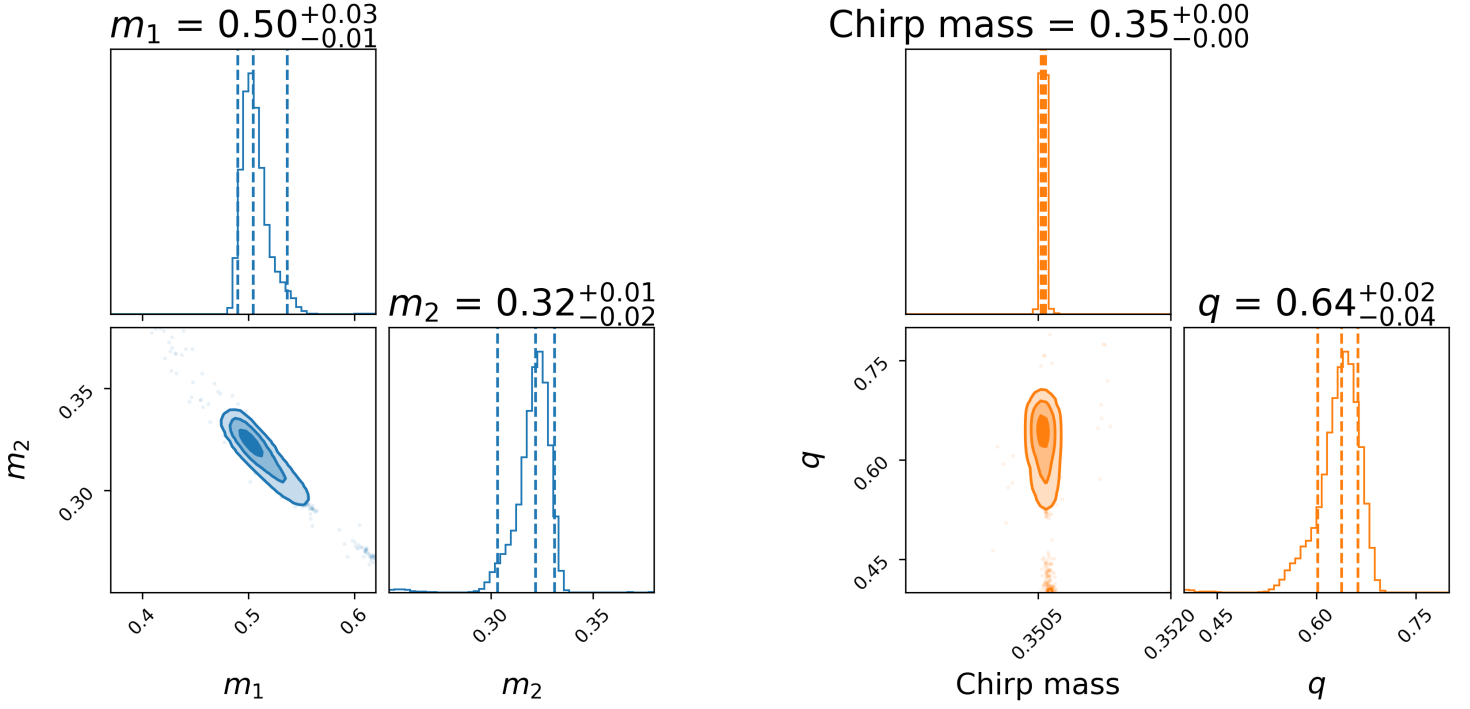 m₁ = 0.50⁺⁰·⁰³₋₀.₀₁
Chirp mass = 0.35⁺⁰·⁰⁰₋₀.₀₀
m₂ = 0.32⁺⁰·⁰¹₋₀.₀₂
q = 0.64⁺⁰·⁰²₋₀.₀₄
m₂
0.35
0.30
0.4
0.5
0.6
m₁
0.30
0.35
m₂
q
0.75
0.60
0.45
0.3505
0.3520
Chirp mass
0.45
0.60
0.75
q